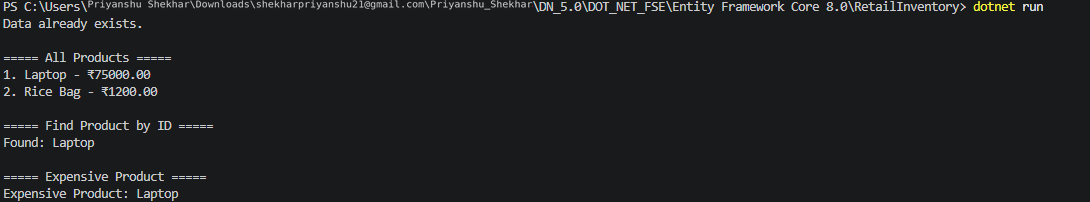 PS C:\Users\Priyanshu Shekhar\Downloads\shekharpriyanshu21@gmail.com\Priyanshu_Shekhar\DN_5.0\DOT_NET_FSE\Entity Framework Core 8.0\RetailInventory> dotnet run
Data already exists.
===== All Products =====
1. Laptop - ₹75000.00
2. Rice Bag - ₹1200.00
===== Find Product by ID =====
Found: Laptop
===== Expensive Product =====
Expensive Product: Laptop